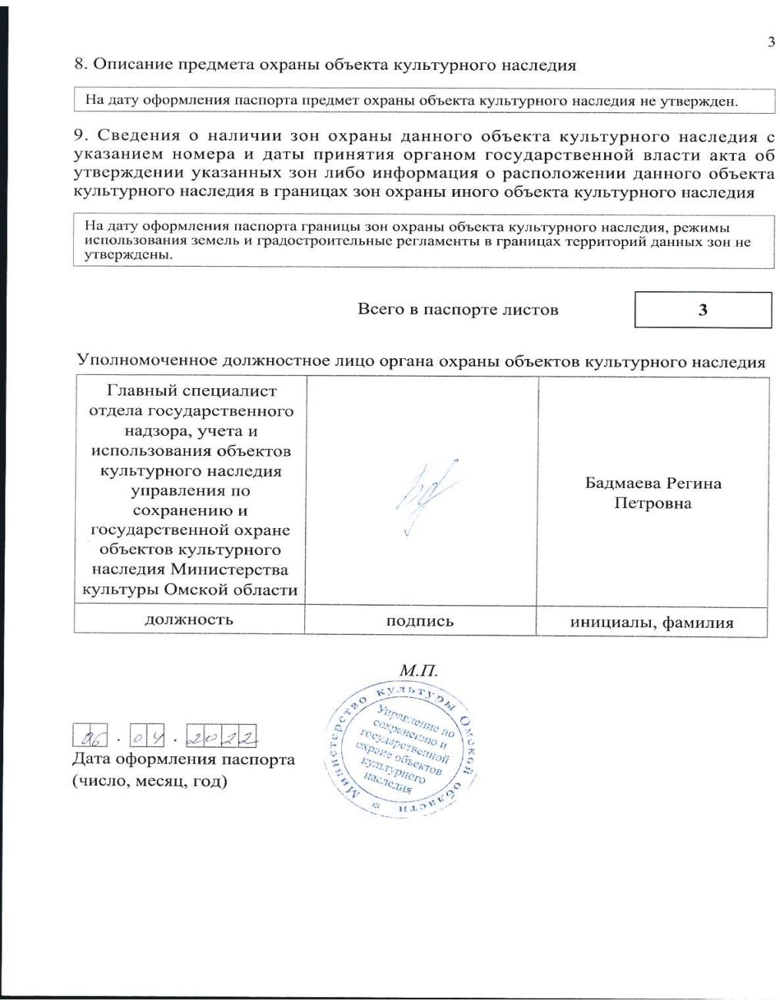 3
8. Описание предмета охраны объекта культурного наследия
На дату оформления паспорта предмет охраны объекта культурного наследия не утвержден.
9. Сведения о наличии зон охраны данного объекта культурного наследия с
указанием номера и даты принятия органом государственной власти акта об
утверждении указанных зон либо информация о расположении данного объекта
культурного наследия в границах зон охраны иного объекта культурного наследия
На дату оформления паспорта границы зон охраны объекта культурного наследия, режимы
использования земель и градостроительные регламенты в границах территорий данных зон не
утверждены.
Всего в паспорте листов 3
Уполномоченное должностное лицо органа охраны объектов культурного наследия
Главный специалист
отдела государственного
надзора, учета и
использования объектов
культурного наследия
управления по
сохранению и
государственной охране
объектов культурного
наследия Министерства
культуры Омской области
Бадмаева Регина
Петровна
должность подпись инициалы, фамилия
М.П.
Министерство культуры Омской области *
Управление по
сохранению и
государственной
охране объектов
культурного
наследия
06 . 04 . 2022
Дата оформления паспорта
(число, месяц, год)